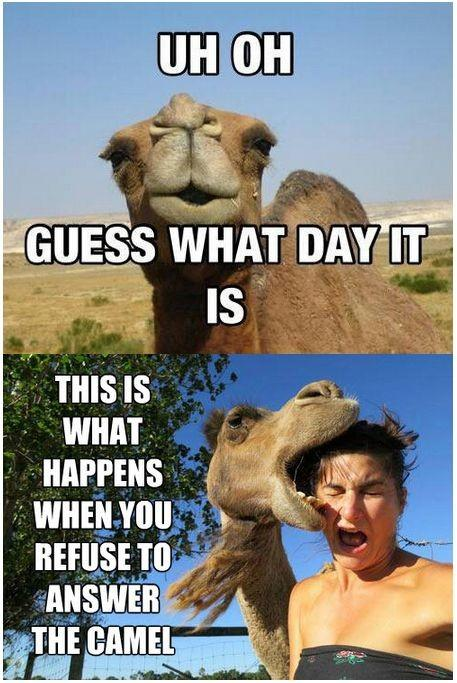 UH OH
GUESS WHAT DAY IT
IS
THIS IS
WHAT
HAPPENS
WHEN YOU
REFUSE TO
ANSWER
THE CAMEL